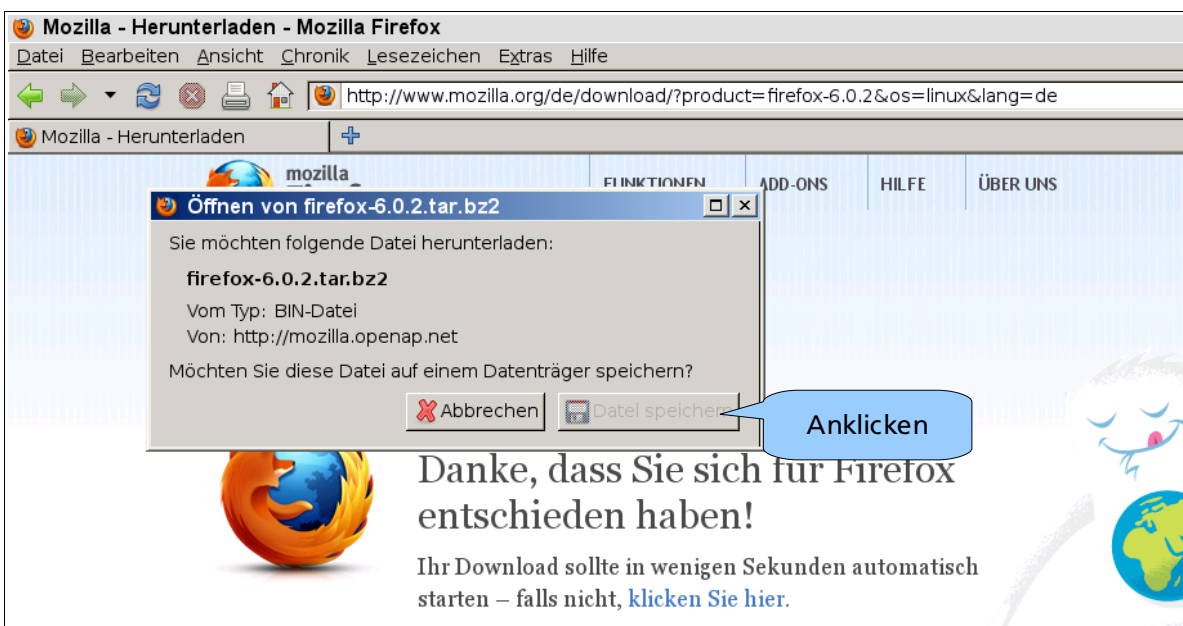 Mozilla - Herunterladen - Mozilla Firefox
Datei Bearbeiten Ansicht Chronik Lesezeichen Extras Hilfe
http://www.mozilla.org/de/download/?product=firefox-6.0.2&os=linux&lang=de
Mozilla - Herunterladen
mozilla
FUNKTIONEN ADD-ONS HILFE ÜBER UNS
Öffnen von firefox-6.0.2.tar.bz2
Sie möchten folgende Datei herunterladen:
firefox-6.0.2.tar.bz2
Vom Typ: BIN-Datei
Von: http://mozilla.openap.net
Möchten Sie diese Datei auf einem Datenträger speichern?
Abbrechen Datei speichern
Anklicken
Danke, dass Sie sich für Firefox
entschieden haben!
Ihr Download sollte in wenigen Sekunden automatisch
starten – falls nicht, klicken Sie hier.